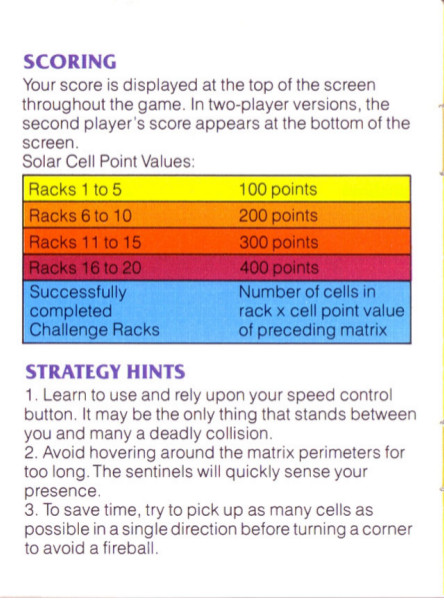 SCORING
Your score is displayed at the top of the screen
throughout the game. In two-player versions, the
second player's score appears at the bottom of the
screen.
Solar Cell Point Values:
Racks 1 to 5 100 points
Racks 6 to 10 200 points
Racks 11 to 15 300 points
Racks 16 to 20 400 points
Successfully Number of cells in
completed rack x cell point value
Challenge Racks of preceding matrix
STRATEGY HINTS
1. Learn to use and rely upon your speed control
button. It may be the only thing that stands between
you and many a deadly collision.
2. Avoid hovering around the matrix perimeters for
too long. The sentinels will quickly sense your
presence.
3. To save time, try to pick up as many cells as
possible in a single direction before turning a corner
to avoid a fireball.